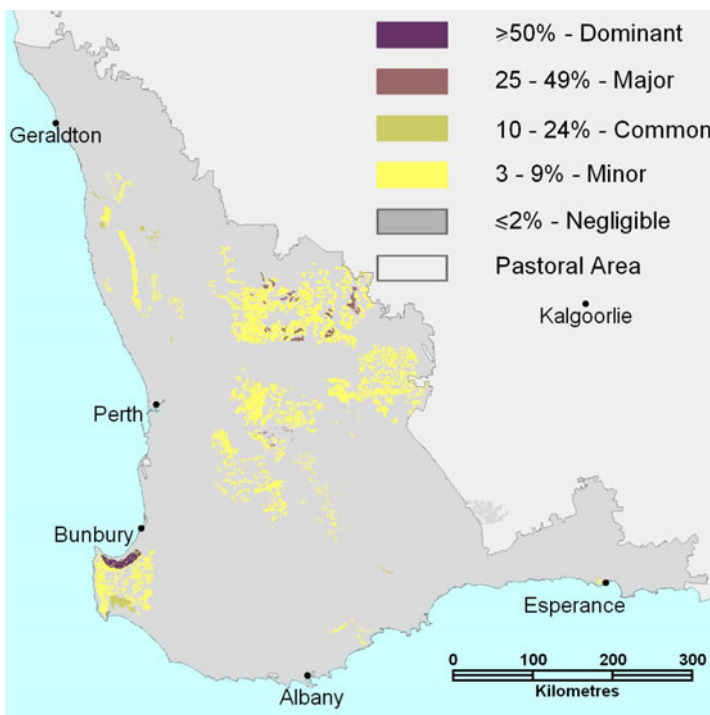 ≥50% - Dominant
25 - 49% - Major
10 - 24% - Common
3 - 9% - Minor
≤2% - Negligible
Pastoral Area
Geraldton
Kalgoorlie
Perth
Bunbury
Esperance
Albany
0 100 200 300
Kilometres